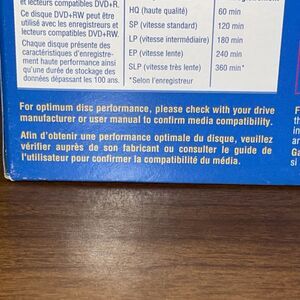 et lecteurs compatibles DVD+R.
Ce disque DVD+RW peut être
utilisé avec les enregistreurs et
lecteurs compatibles DVD+RW.
Chaque disque présente des
caractéristiques d'enregistre-
ment haute performance ainsi
qu'une durée de stockage des
données dépassant les 100 ans.
HQ (haute qualité) 60 min
SP (vitesse standard) 120 min
LP (vitesse intermédiaire) 180 min
EP (vitesse lente) 240 min
SLP (vitesse très lente) 360 min*
*Selon l'enregistreur
For optimum disc performance, please check with your drive
manufacturer or user manual to confirm media compatibility.
Afin d'obtenir une performance optimale du disque, veuillez
vérifier auprès de son fabricant ou consulter le guide de
l'utilisateur pour confirmer la compatibilité du média.